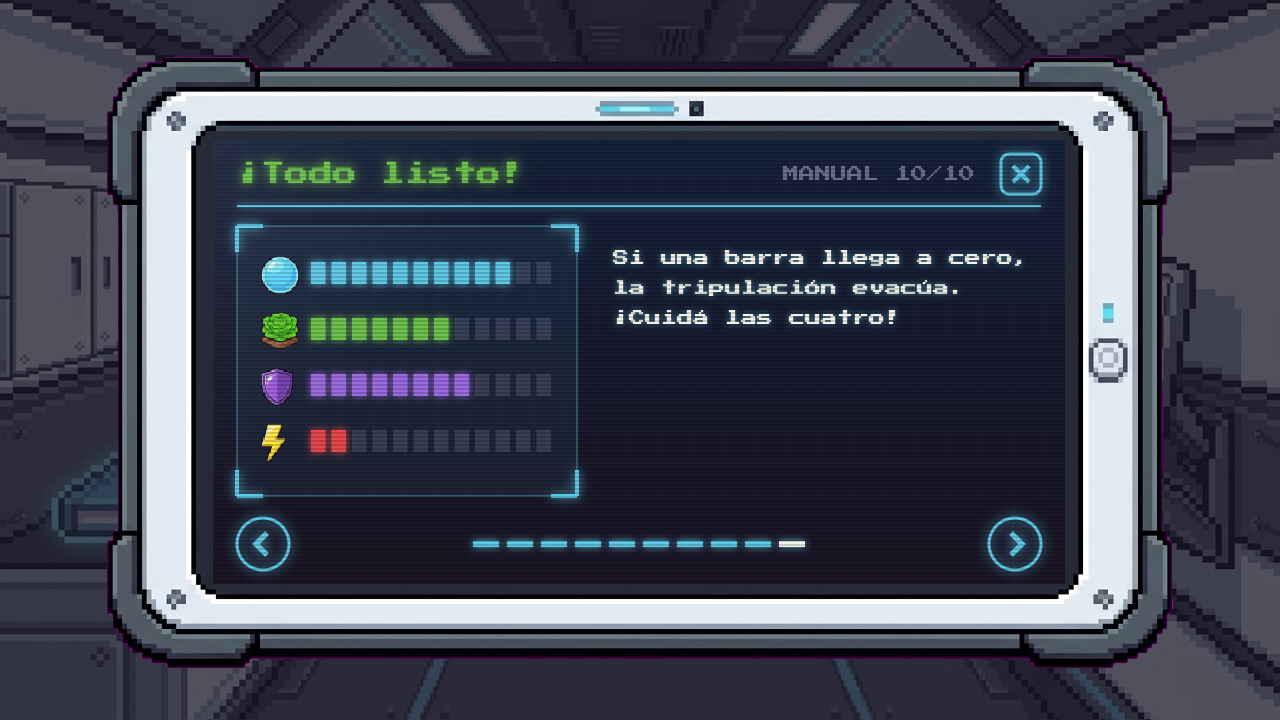 ¡Todo listo!
MANUAL 10/10
Si una barra llega a cero,
la tripulación evacúa.
¡Cuidá las cuatro!